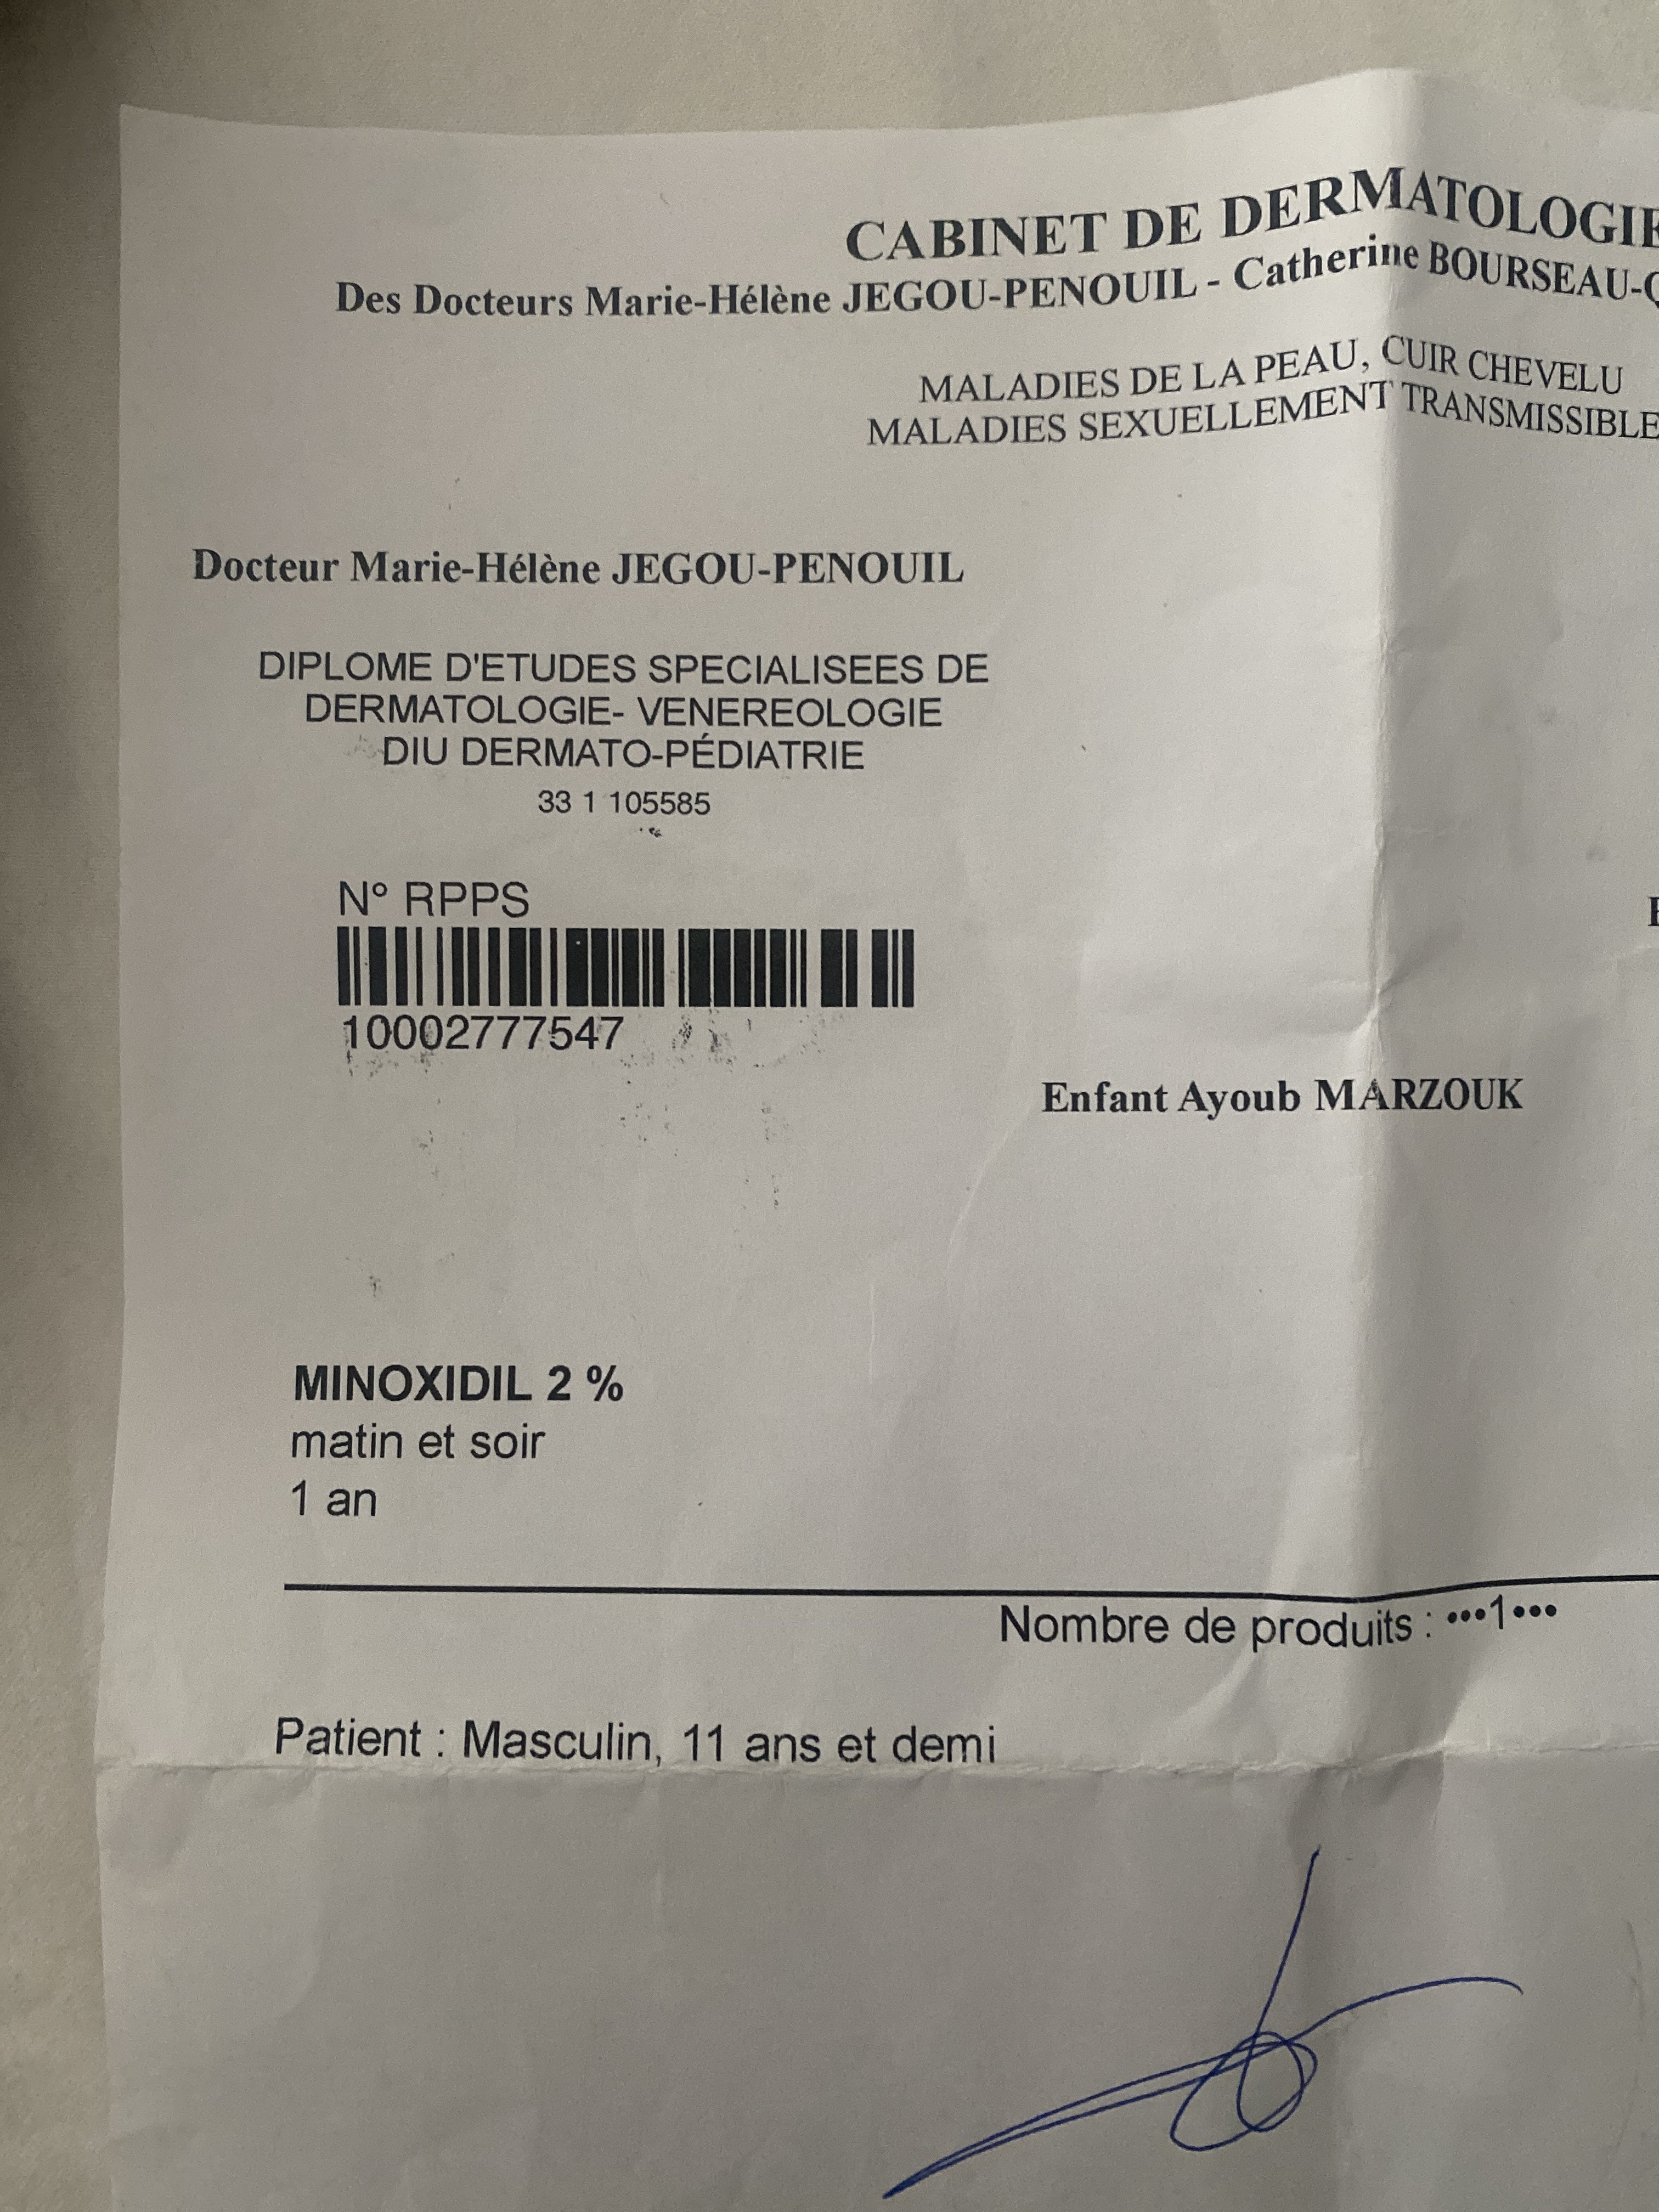 CABINET DE DERMATOLOGIE
Des Docteurs Marie-Hélène JEGOU-PENOUIL - Catherine BOURSEAU-
MALADIES DE LA PEAU, CUIR CHEVELU
MALADIES SEXUELLEMENT TRANSMISSIBLE
Docteur Marie-Hélène JEGOU-PENOUIL
DIPLOME D'ETUDES SPECIALISEES DE
DERMATOLOGIE- VENEREOLOGIE
DIU DERMATO-PÉDIATRIE
33 1 105585
N° RPPS
10002777547
Enfant Ayoub MARZOUK
MINOXIDIL 2 %
matin et soir
1 an
Nombre de produits : •••1•••
Patient : Masculin, 11 ans et demi